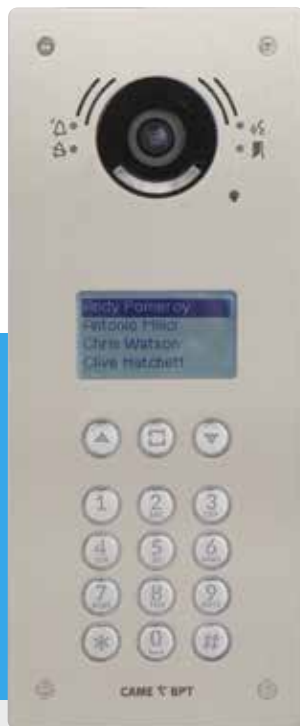 Andy Pomeroy
Antonio Millor
Chris Watson
Clive Hatchett
1 2 3
4 5 6
7 8 9
* 0 #
CAME BPT